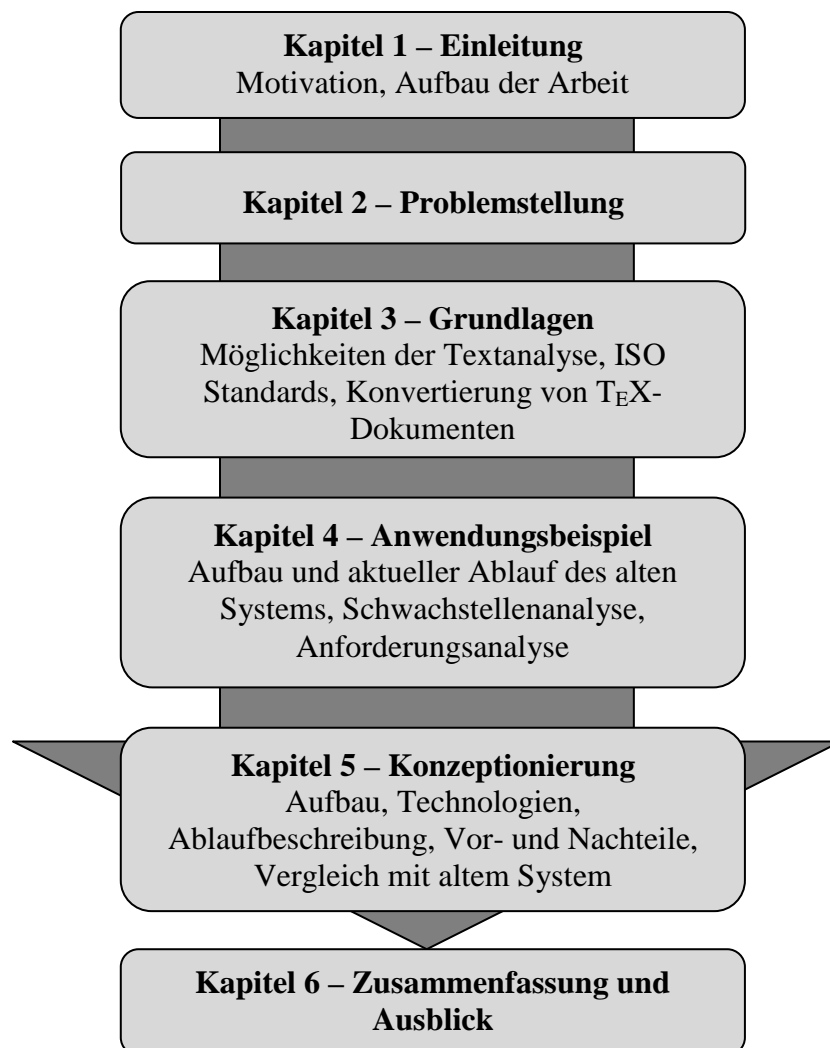 Kapitel 1 – Einleitung
Motivation, Aufbau der Arbeit
Kapitel 2 – Problemstellung
Kapitel 3 – Grundlagen
Möglichkeiten der Textanalyse, ISO
Standards, Konvertierung von TEX-
Dokumenten
Kapitel 4 – Anwendungsbeispiel
Aufbau und aktueller Ablauf des alten
Systems, Schwachstellenanalyse,
Anforderungsanalyse
Kapitel 5 – Konzeptionierung
Aufbau, Technologien,
Ablaufbeschreibung, Vor- und Nachteile,
Vergleich mit altem System
Kapitel 6 – Zusammenfassung und
Ausblick